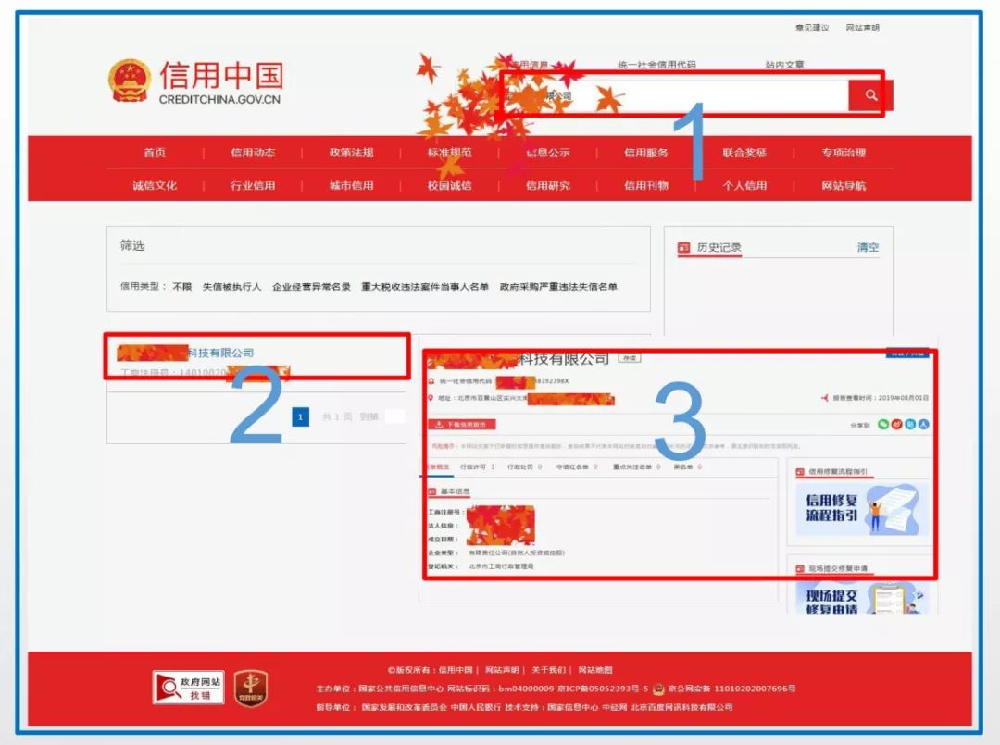 意见建议 网站声明
信用中国
CREDITCHINA.GOV.CN
信用信息 统一社会信用代码 站内文章
限公司
1
首页 信用动态 政策法规 标准规范 信息公示 信用服务 联合奖惩 专项治理
诚信文化 行业信用 城市信用 校园诚信 信用研究 信用刊物 个人信用 网站导航
筛选
历史记录 清空
信用类型： 不限 失信被执行人 企业经营异常名录 重大税收违法案件当事人名单 政府采购严重违法失信名单
科技有限公司
工商注册号：14010020
2
1 共 1 页 到第
科技有限公司 存续
统一社会信用代码 8392398X
地址：北京市石景山区实兴大街
报被查看时间：2019年08月01日
3
下载信用报告
分享到
风险提示：
行政许可 1 行政处罚 0 守信红名单 0 重点关注名单 0 黑名单 0
信用修复流程指引
基本信息
信用修复
流程指引
工商注册号：
法人信息：
成立日期：
企业类型： 有限责任公司(自然人投资或控股)
登记机关： 北京市工商行政管理局
现场提交修复申请
现场提交
修复申请
©版权所有：信用中国 | 网站声明 | 关于我们 | 网站地图
政府网站
找错
党政机关
主办单位：国家公共信用信息中心 网站标识码：bm04000009 京ICP备05052393号-5 京公网安备 11010202007696号
指导单位： 国家发展和改革委员会 中国人民银行 技术支持：国家信息中心 中经网 北京百度网讯科技有限公司